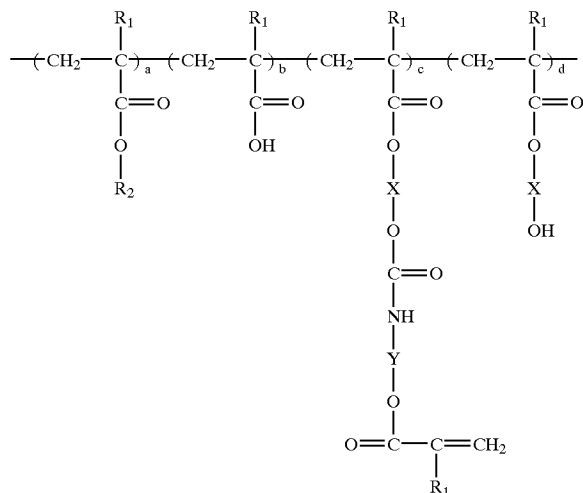 R₁ R₁ R₁ R₁
(CH₂ C)ₐ (CH₂ C)b (CH₂ C)c (CH₂ C)d
C=O C=O C=O C=O
O OH O O
R₂ X X
O OH
C=O
NH
Y
O
O=C C=CH₂
R₁